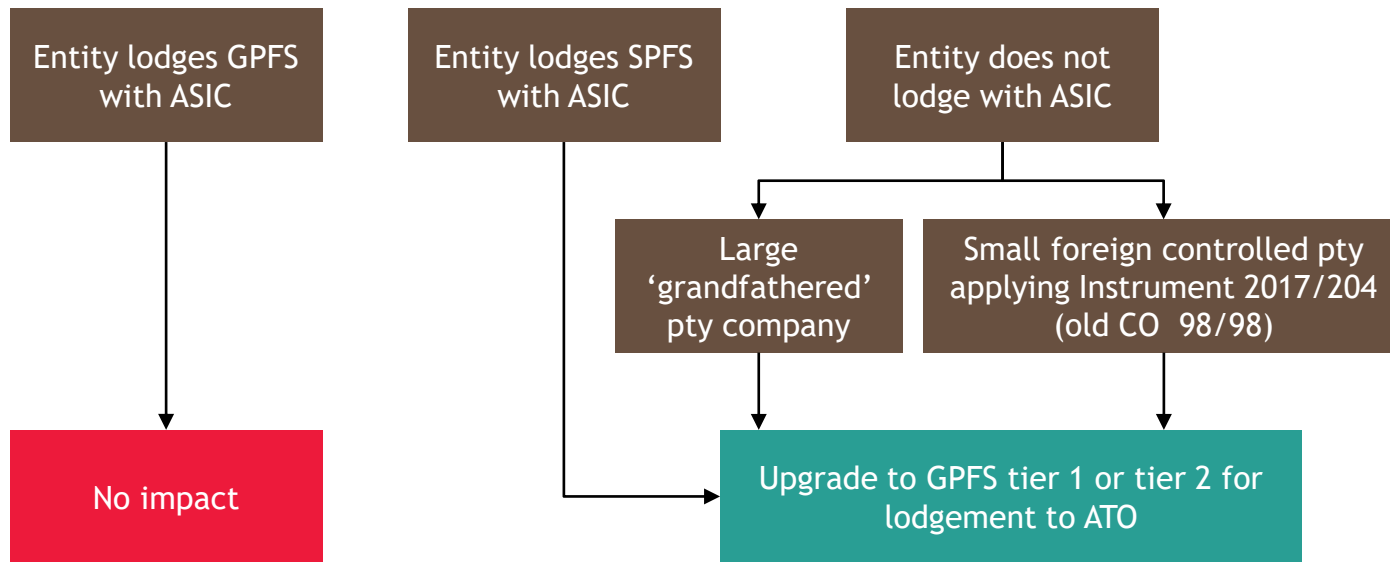 Entity lodges GPFS
with ASIC
Entity lodges SPFS
with ASIC
Entity does not
lodge with ASIC
Large
‘grandfathered’
pty company
Small foreign controlled pty
applying Instrument 2017/204
(old CO 98/98)
No impact
Upgrade to GPFS tier 1 or tier 2 for
lodgement to ATO